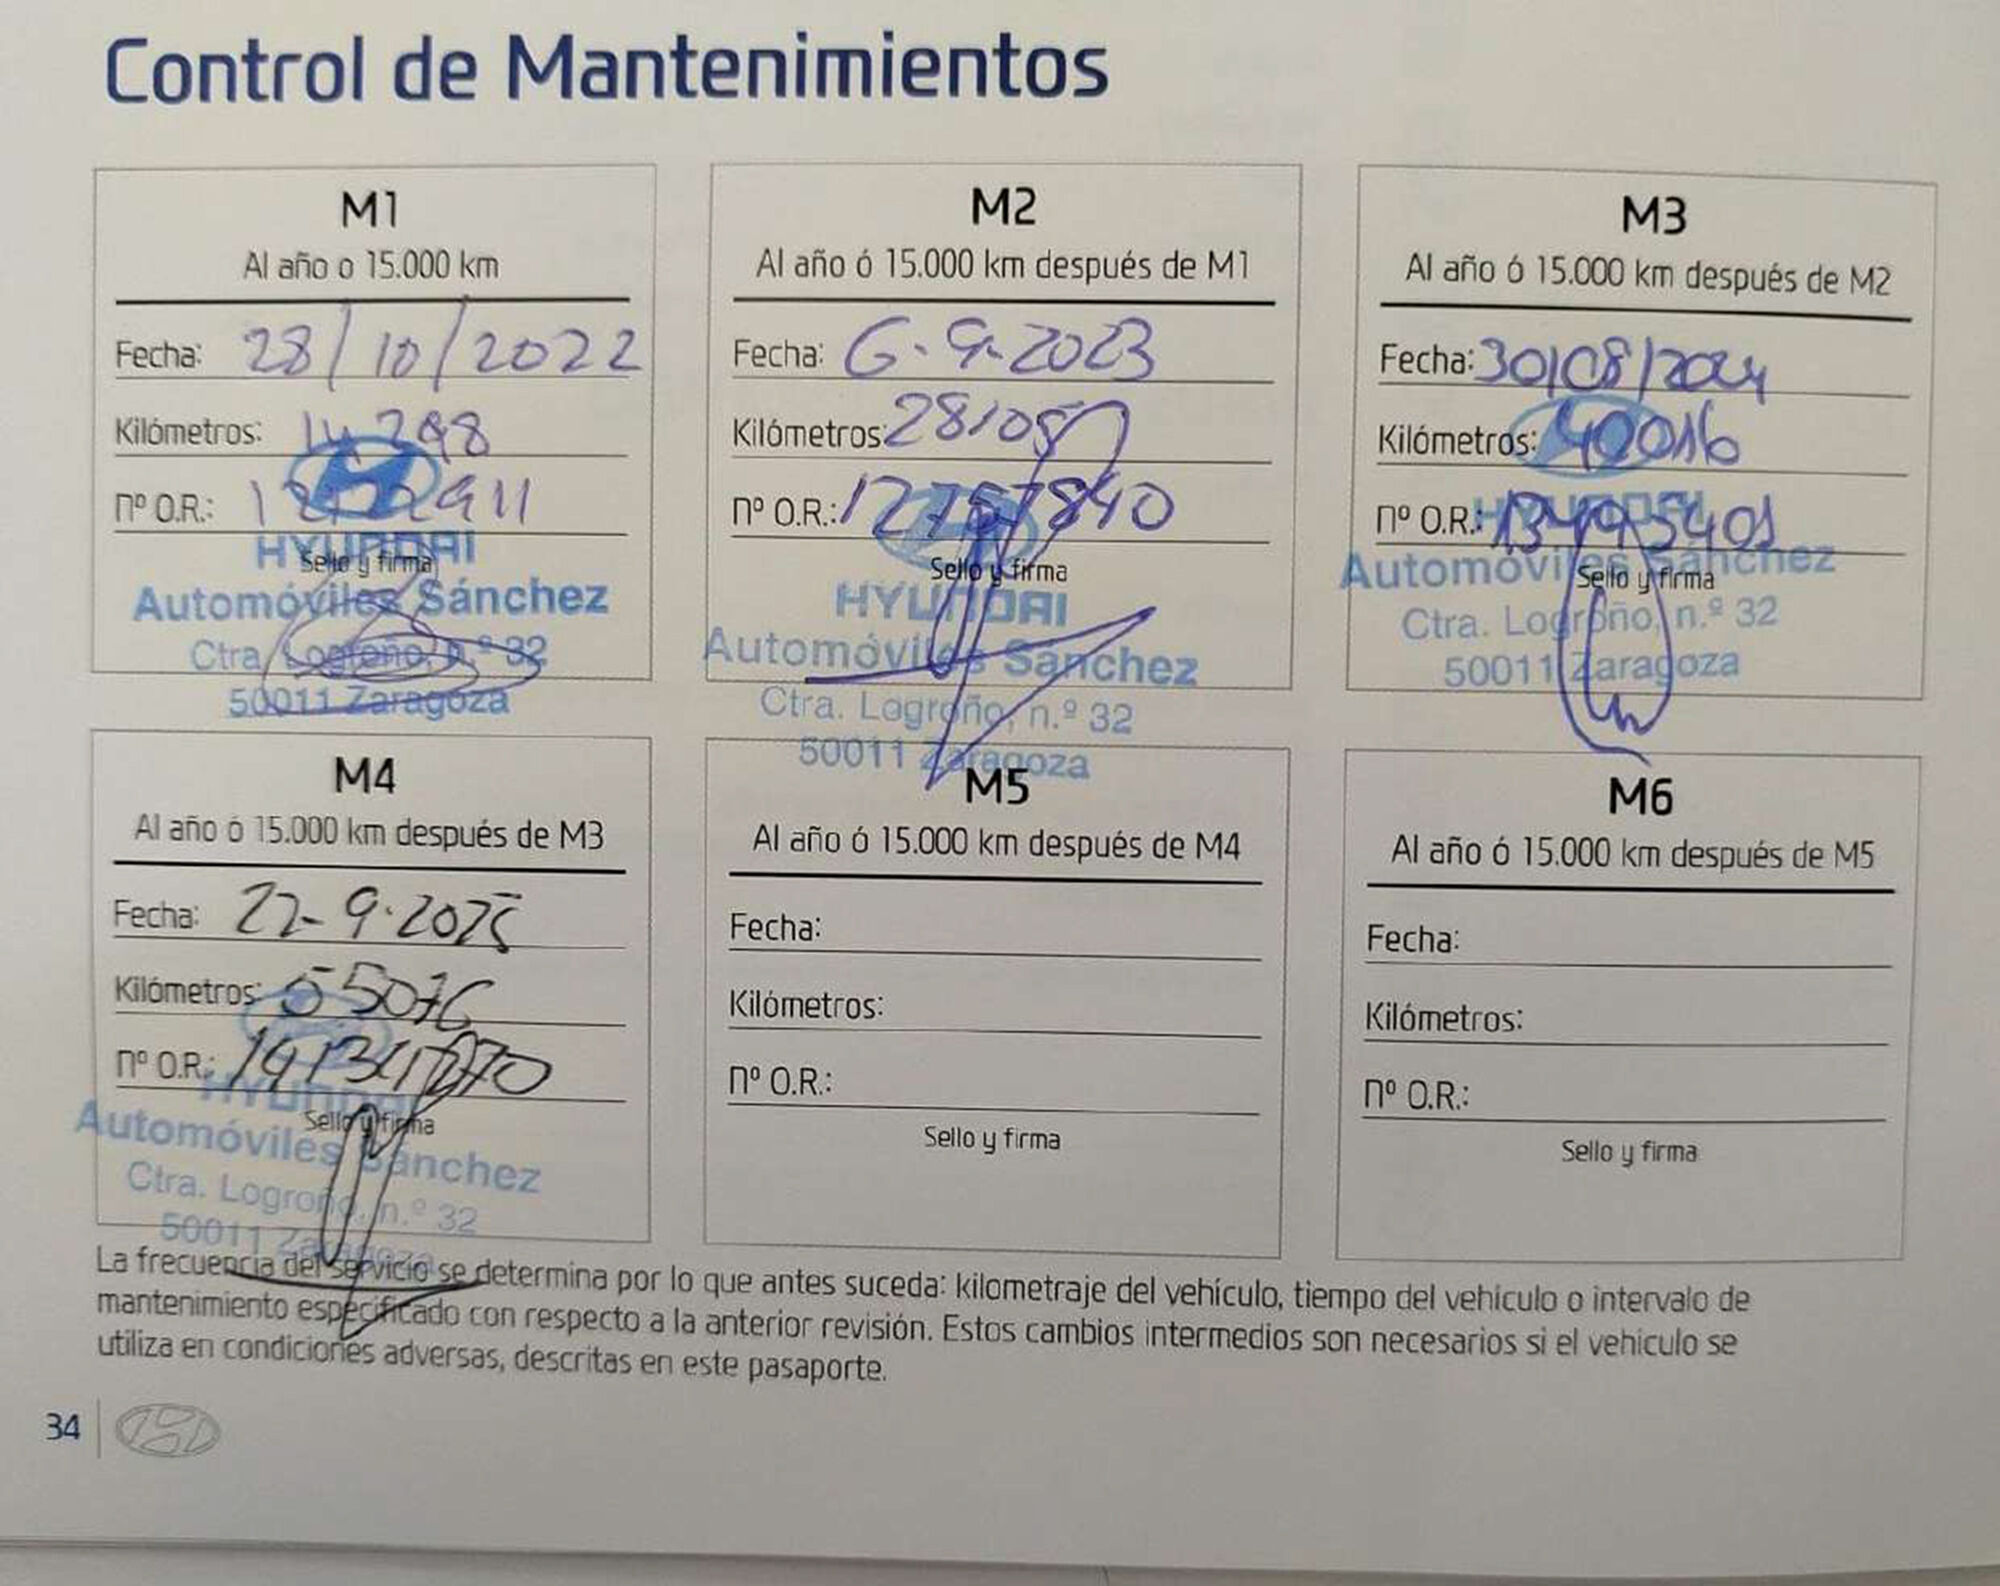 Control de Mantenimientos
M1
Al año o 15.000 km
Fecha: 28/10/2022
Kilómetros: 14298
nº O.R.:
Sello y firma
HYUNDAI
Automóviles Sánchez
Ctra. Logroño, n.º 32
50011 Zaragoza
M2
Al año ó 15.000 km después de M1
Fecha: 6-9-2023
Kilómetros: 28105
nº O.R.: 12757840
Sello y firma
HYUNDAI
Automóviles Sánchez
Ctra. Logroño, n.º 32
50011 Zaragoza
M3
Al año ó 15.000 km después de M2
Fecha: 30/08/2024
Kilómetros: 40016
nº O.R.: 13495401
HYUNDAI
Automóviles Sánchez
Sello y firma
Ctra. Logroño, n.º 32
50011 Zaragoza
M4
Al año ó 15.000 km después de M3
Fecha: 22-9-2025
Kilómetros: 55076
nº O.R.:
HYUNDAI
Sello y firma
Automóviles Sánchez
Ctra. Logroño, n.º 32
50011 Zaragoza
M5
Al año ó 15.000 km después de M4
Fecha:
Kilómetros:
nº O.R.:
Sello y firma
M6
Al año ó 15.000 km después de M5
Fecha:
Kilómetros:
nº O.R.:
Sello y firma
La frecuencia del servicio se determina por lo que antes suceda: kilometraje del vehículo, tiempo del vehículo o intervalo de
mantenimiento especificado con respecto a la anterior revisión. Estos cambios intermedios son necesarios si el vehículo se
utiliza en condiciones adversas, descritas en este pasaporte.
34